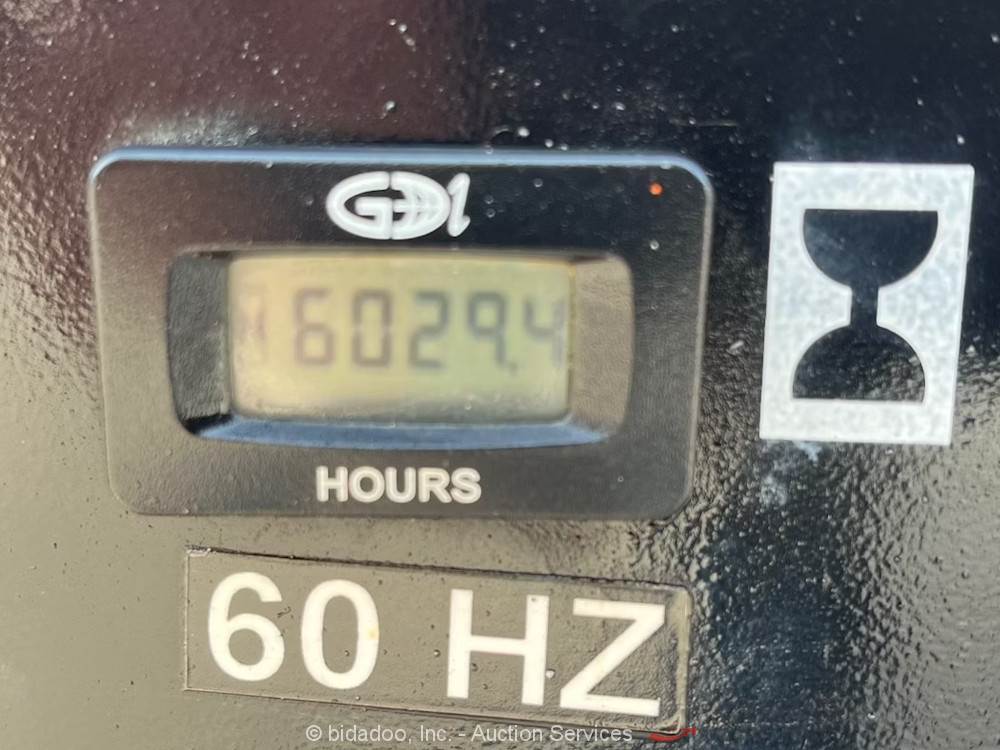 GDI
6029.4
HOURS
60 HZ
© bidadoo, Inc. - Auction Services